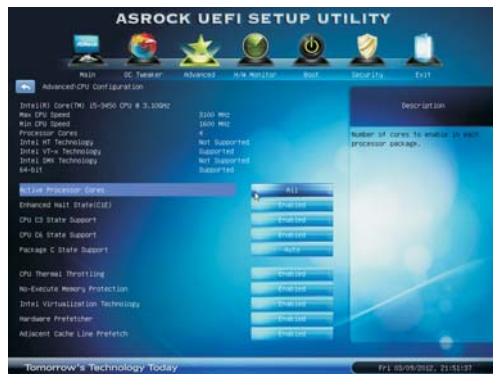 ASROCK UEFI SETUP UTILITY
Main OC Tweaker Advanced H/W Monitor Boot Security Exit
Advanced\CPU Configuration
Description
Intel(R) Core(TM) i5-3450 CPU @ 3.10GHz
Max CPU Speed 3100 MHz
Min CPU Speed 1600 MHz
Processor Cores 4
Intel HT Technology Not Supported
Intel VT-x Technology Supported
Intel SMX Technology Not Supported
64-bit Supported
Number of cores to enable in each
processor package.
Active Processor Cores All
Enhanced Halt State(C1E) Enabled
CPU C3 State Support Enabled
CPU C6 State Support Enabled
Package C State Support Auto
CPU Thermal Throttling Enabled
No-Execute Memory Protection Enabled
Intel Virtualization Technology Enabled
Hardware Prefetcher Enabled
Adjacent Cache Line Prefetch Enabled
Tomorrow's Technology Today
Fri 03/09/2012, 21:51:37